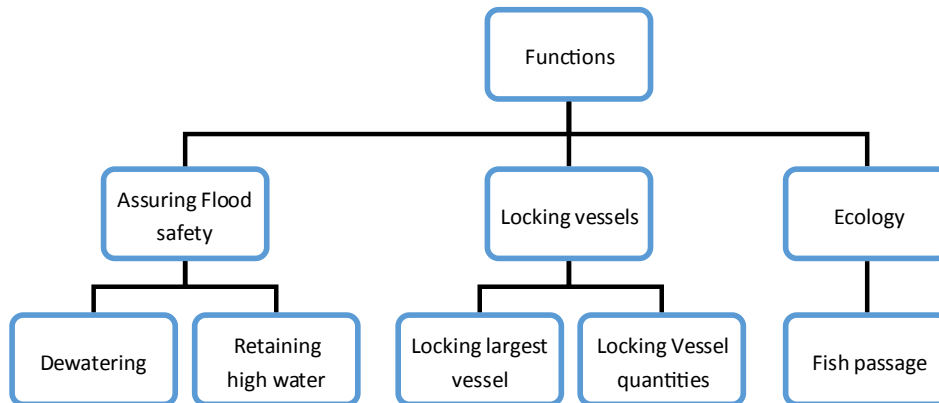 Functions
Assuring Flood
safety
Locking vessels
Ecology
Dewatering
Retaining
high water
Locking largest
vessel
Locking Vessel
quantities
Fish passage